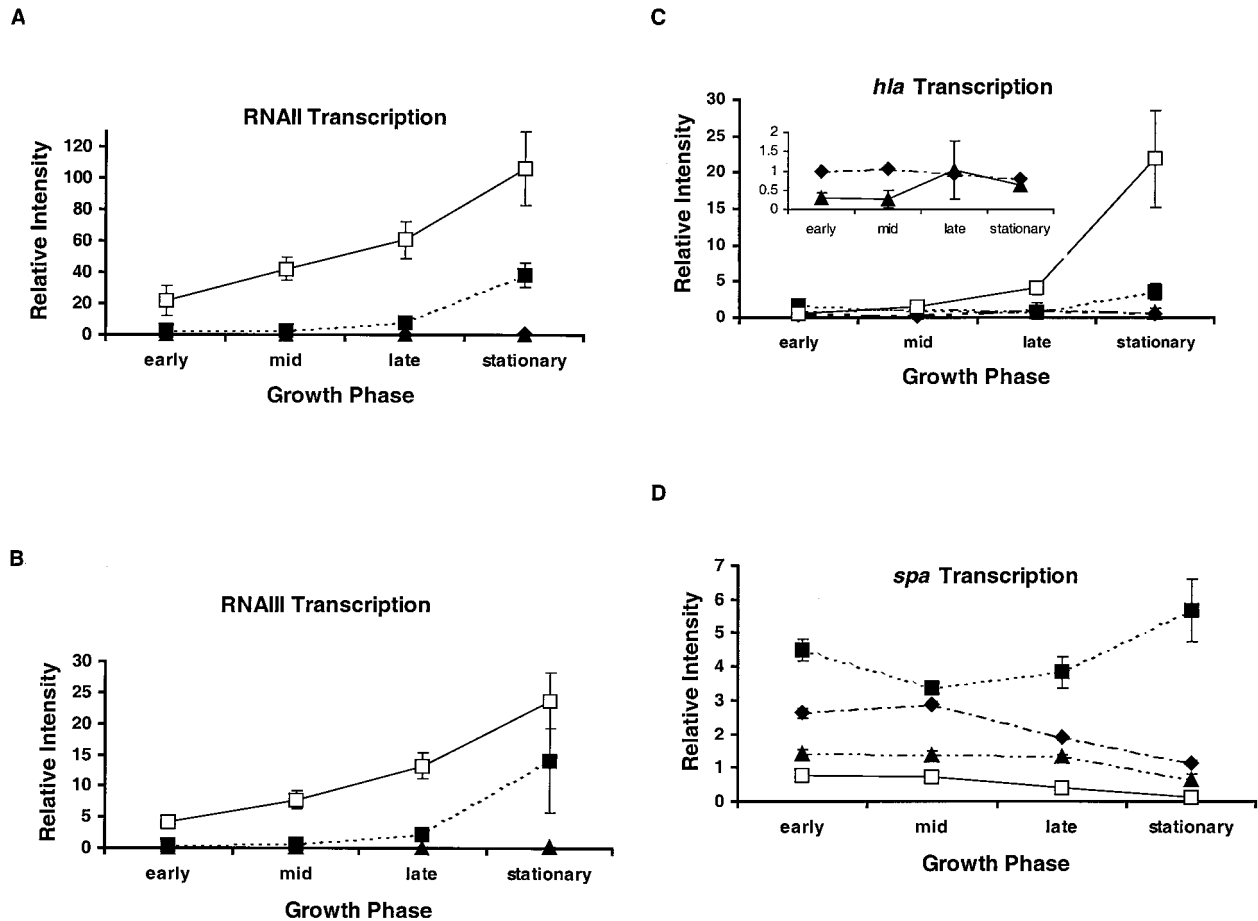 A
RNAII Transcription
Relative Intensity
120
100
80
60
40
20
0
early mid late stationary
Growth Phase
B
RNAIII Transcription
Relative Intensity
30
25
20
15
10
5
0
early mid late stationary
Growth Phase
C
hla Transcription
Relative Intensity
30
25
20
15
10
5
0
2
1.5
1
0.5
0
early mid late stationary
early mid late stationary
Growth Phase
D
spa Transcription
Relative Intensity
7
6
5
4
3
2
1
0
early mid late stationary
Growth Phase